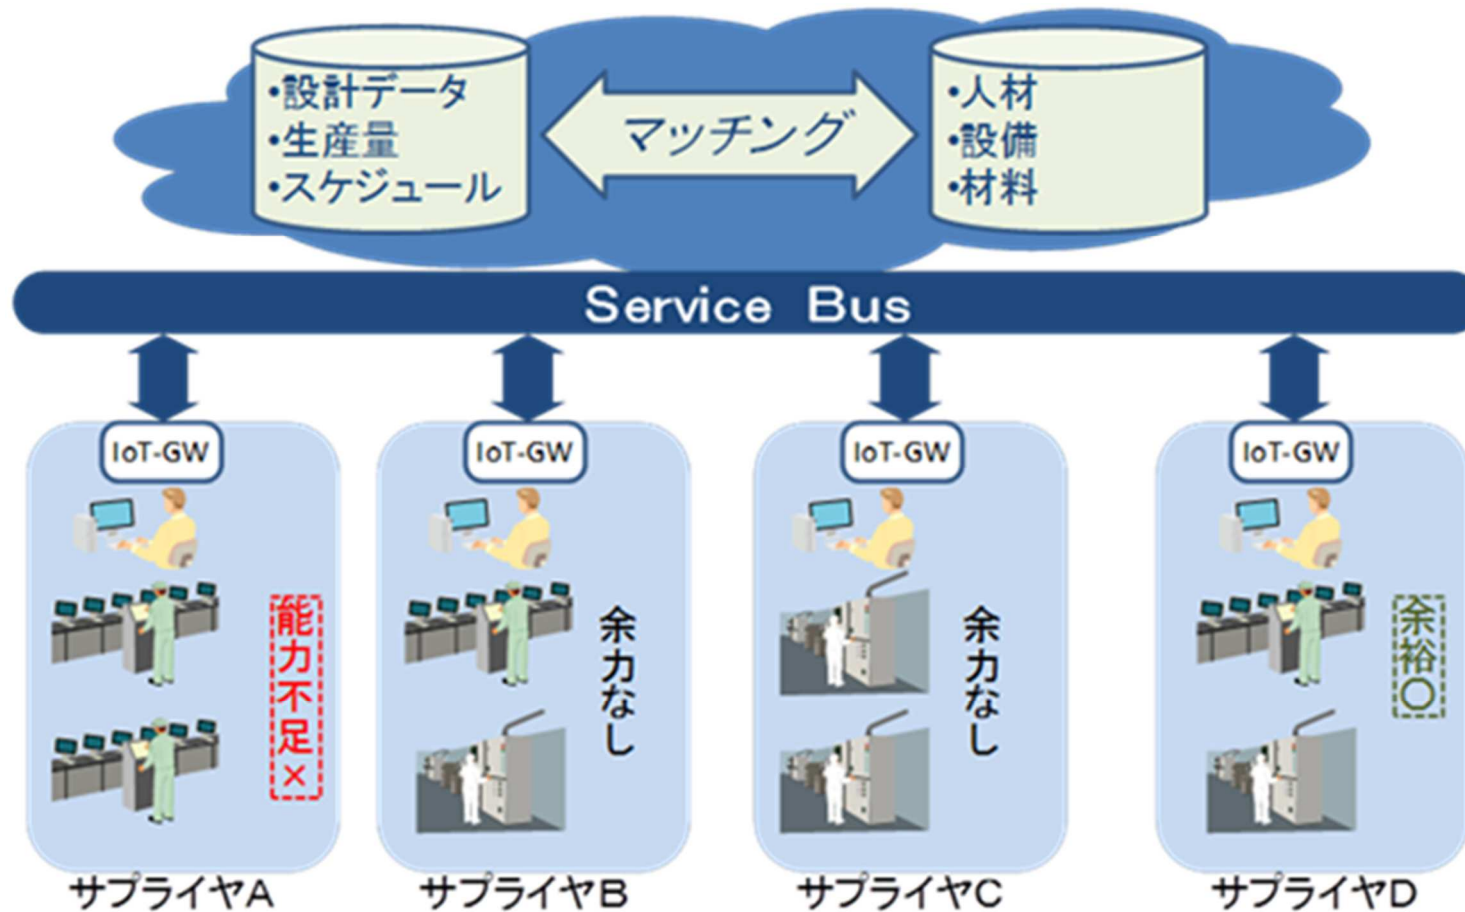 •設計データ
•生産量
•スケジュール
マッチング
•人材
•設備
•材料
Service Bus
IoT-GW
IoT-GW
IoT-GW
IoT-GW
能力不足×
余力なし
余力なし
余裕○
サプライヤA
サプライヤB
サプライヤC
サプライヤD